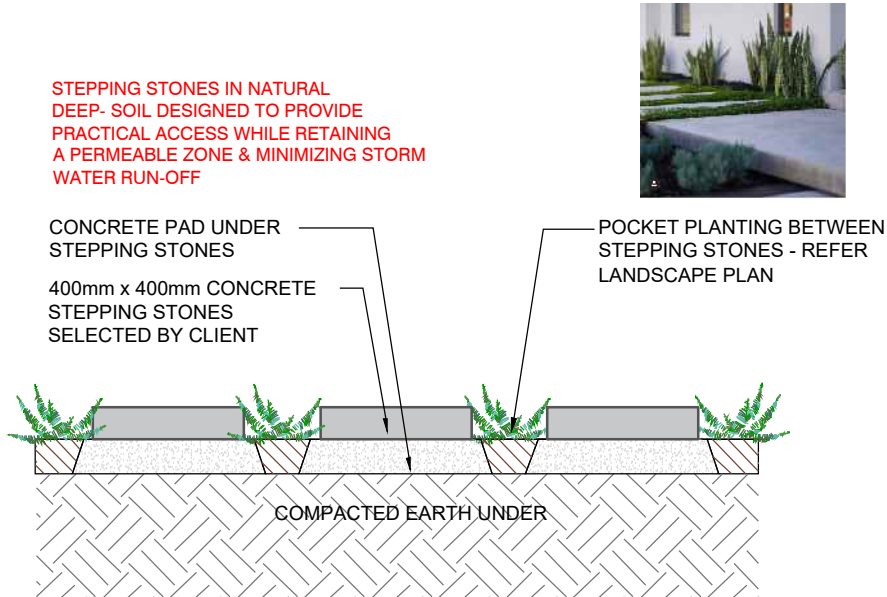 STEPPING STONES IN NATURAL
DEEP- SOIL DESIGNED TO PROVIDE
PRACTICAL ACCESS WHILE RETAINING
A PERMEABLE ZONE & MINIMIZING STORM
WATER RUN-OFF
CONCRETE PAD UNDER
STEPPING STONES
400mm x 400mm CONCRETE
STEPPING STONES
SELECTED BY CLIENT
POCKET PLANTING BETWEEN
STEPPING STONES - REFER
LANDSCAPE PLAN
COMPACTED EARTH UNDER